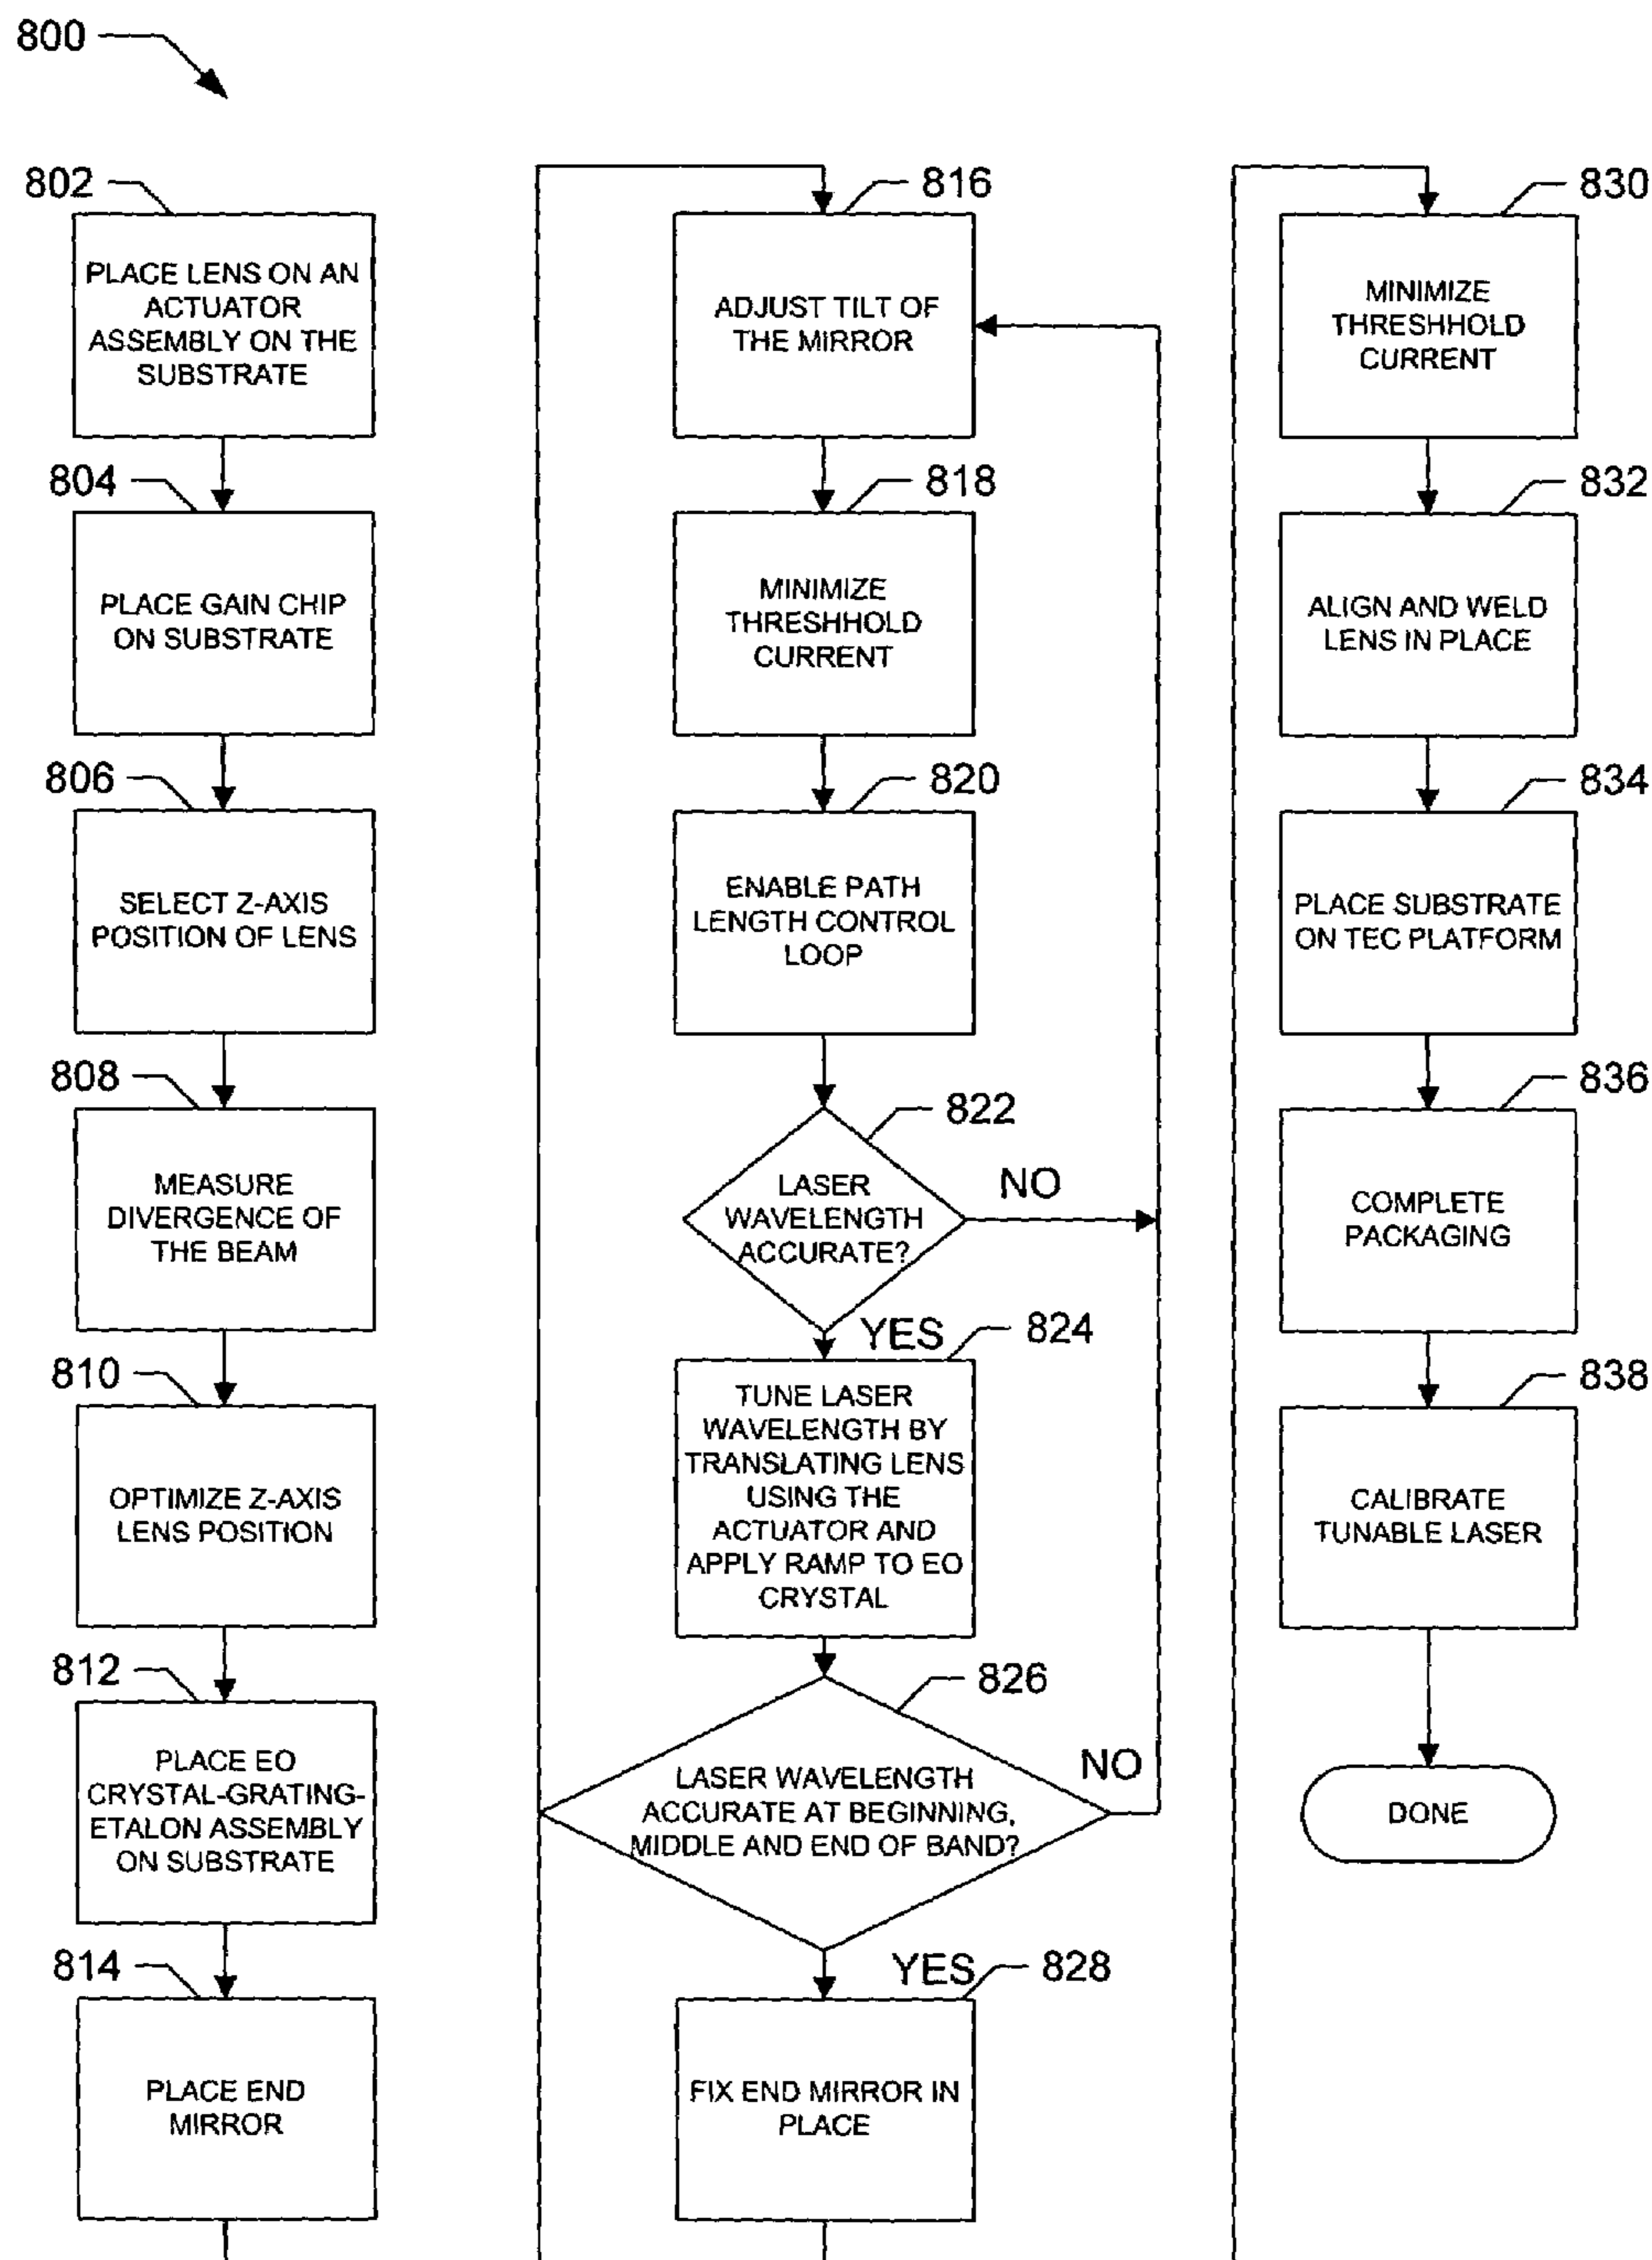 800
802
PLACE LENS ON AN
ACTUATOR
ASSEMBLY ON THE
SUBSTRATE
804
PLACE GAIN CHIP
ON SUBSTRATE
806
SELECT Z-AXIS
POSITION OF LENS
808
MEASURE
DIVERGENCE OF
THE BEAM
810
OPTIMIZE Z-AXIS
LENS POSITION
812
PLACE EO
CRYSTAL-GRATING-
ETALON ASSEMBLY
ON SUBSTRATE
814
PLACE END
MIRROR
816
ADJUST TILT OF
THE MIRROR
818
MINIMIZE
THRESHHOLD
CURRENT
820
ENABLE PATH
LENGTH CONTROL
LOOP
822
LASER
WAVELENGTH
ACCURATE?
NO
YES
824
TUNE LASER
WAVELENGTH BY
TRANSLATING LENS
USING THE
ACTUATOR AND
APPLY RAMP TO EO
CRYSTAL
826
LASER WAVELENGTH
ACCURATE AT BEGINNING,
MIDDLE AND END OF BAND?
NO
YES
828
FIX END MIRROR IN
PLACE
830
MINIMIZE
THRESHHOLD
CURRENT
832
ALIGN AND WELD
LENS IN PLACE
834
PLACE SUBSTRATE
ON TEC PLATFORM
836
COMPLETE
PACKAGING
838
CALIBRATE
TUNABLE LASER
DONE